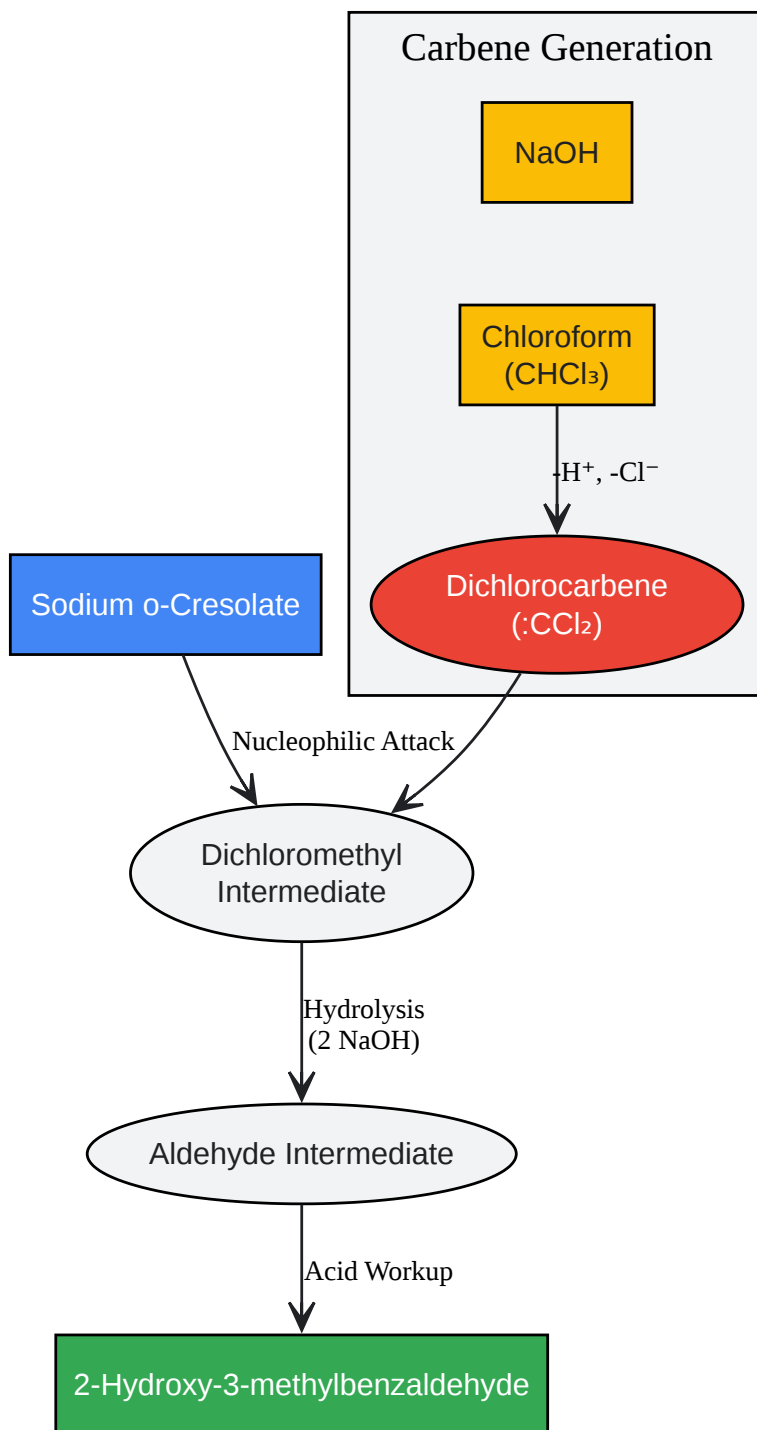 Carbene Generation
NaOH
Chloroform
(CHCl₃)
-H⁺, -Cl⁻
Dichlorocarbene
(:CCl₂)
Sodium o-Cresolate
Nucleophilic Attack
Dichloromethyl
Intermediate
Hydrolysis
(2 NaOH)
Aldehyde Intermediate
Acid Workup
2-Hydroxy-3-methylbenzaldehyde